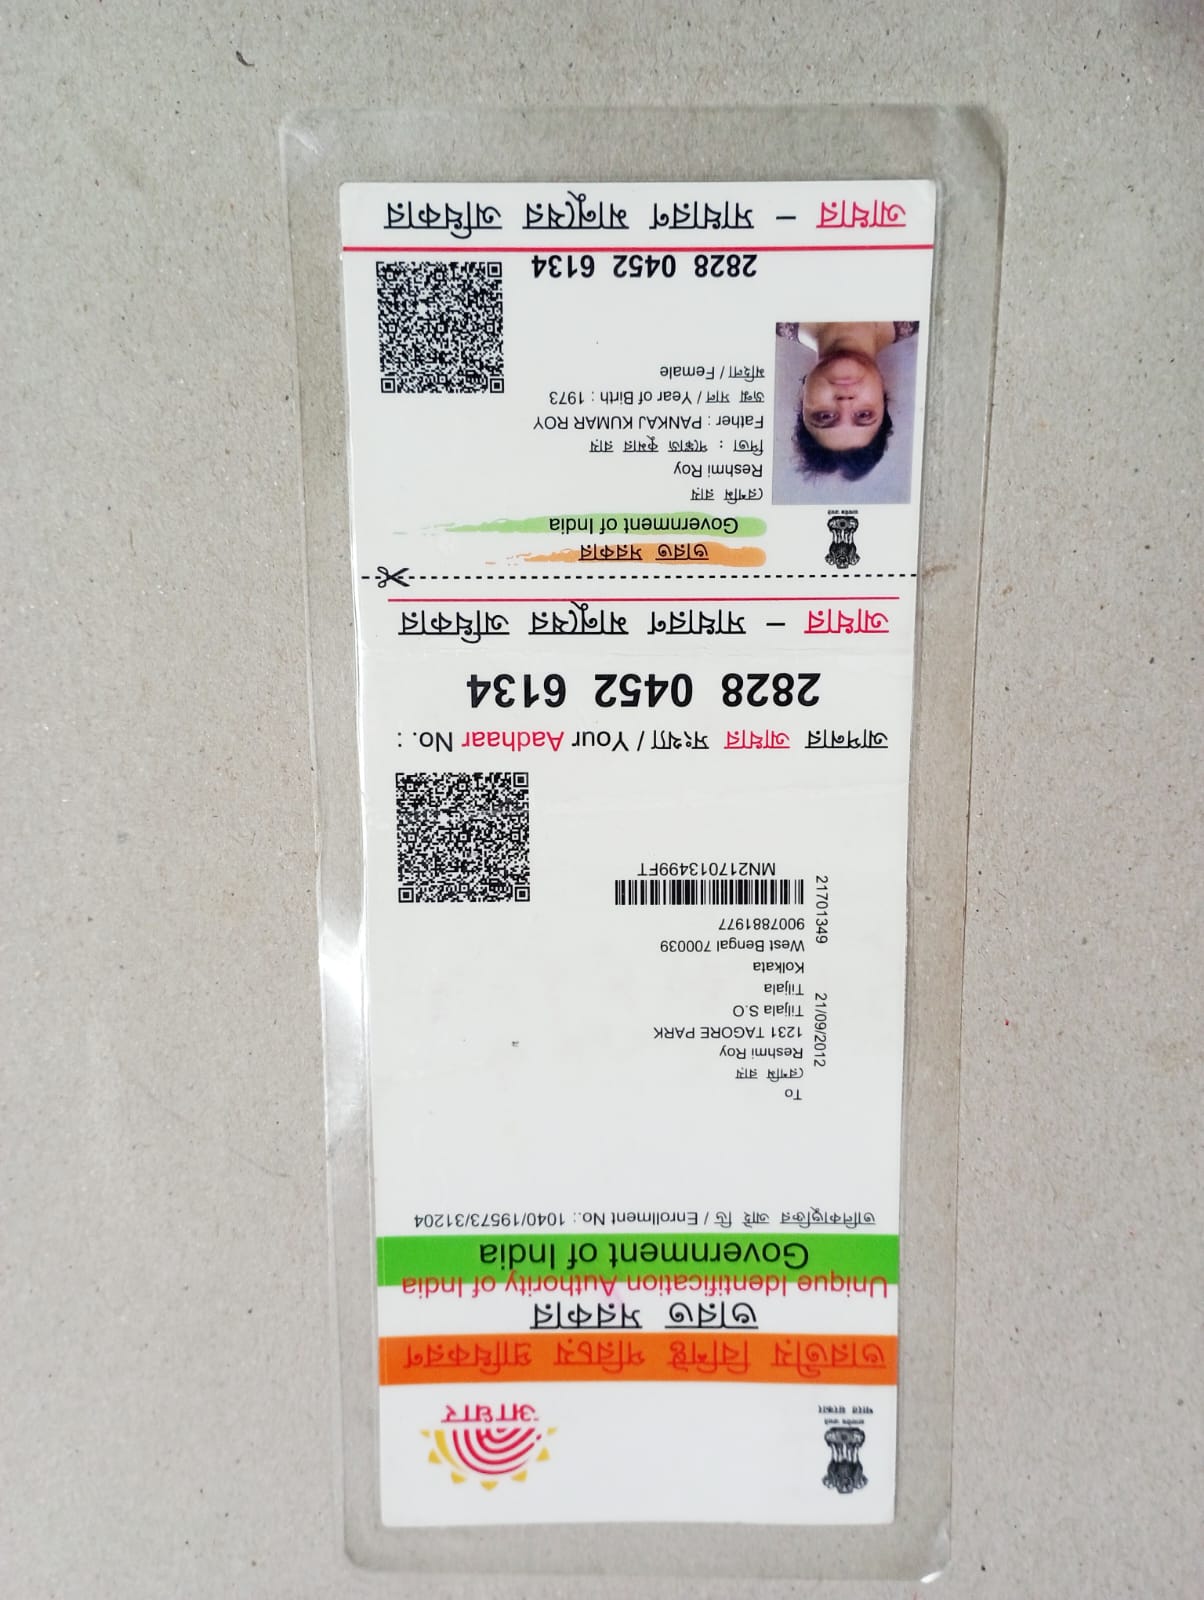 भारत सरकार
ভারতীয় বিশিষ্ট পরিচয় প্রাধিকরণ
ভারত সরকার
Unique Identification Authority of India
Government of India
आधार
তালিকাভুক্তির আই ডি / Enrollment No.: 1040/19573/31204
To
রেশমি রায়
Reshmi Roy
1231 TAGORE PARK
Tiljala S.O
Tiljala
Kolkata
West Bengal 700039
9007881977
21/09/2012
21701349
MN217013499FT
আপনার আধার সংখ্যা / Your Aadhaar No. :
2828 0452 6134
আধার – সাধারণ মানুষের অধিকার
ভারত সরকার
Government of India
রেশমি রায়
Reshmi Roy
পিতা : পঙ্কাজ কুমার রায়
Father : PANKAJ KUMAR ROY
জন্ম সাল / Year of Birth : 1973
মহিলা / Female
2828 0452 6134
আধার – সাধারণ মানুষের অধিকার